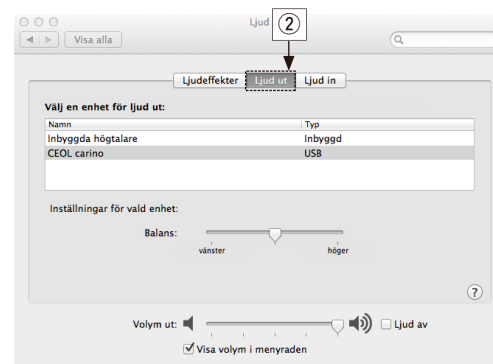 Ljud
②
Visa alla
Ljudeffekter Ljud ut Ljud in
Välj en enhet för ljud ut:
Namn Typ
Inbyggda högtalare Inbyggd
CEOL carino USB
Inställningar för vald enhet:
Balans:
vänster höger
?
Volym ut: Ljud av
Visa volym i menyraden